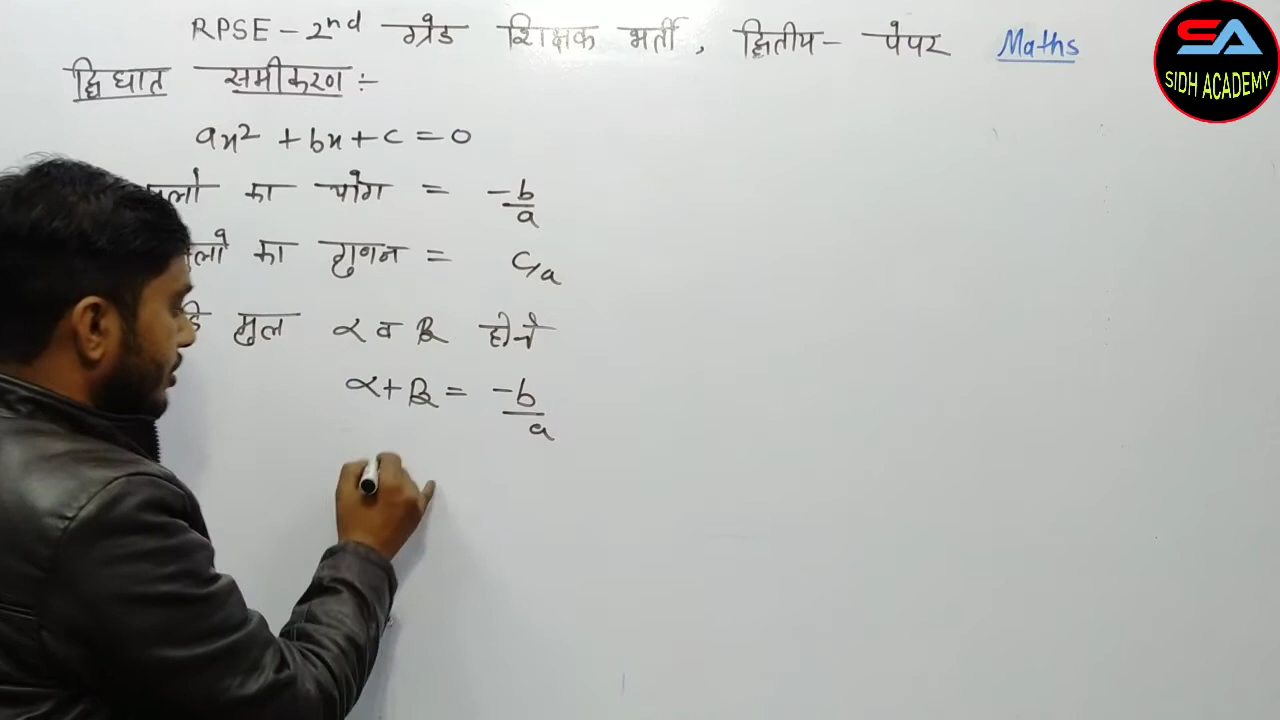 RPSE - 2nd ग्रेड शिक्षक भर्ती, द्वितीय - पेपर Maths
SA
SIDH ACADEMY
द्विघात समीकरण :-
ax² + bx + c = 0
का योग = -b/a
का गुणन = c/a
मुल α व β होने
α + β = -b/a